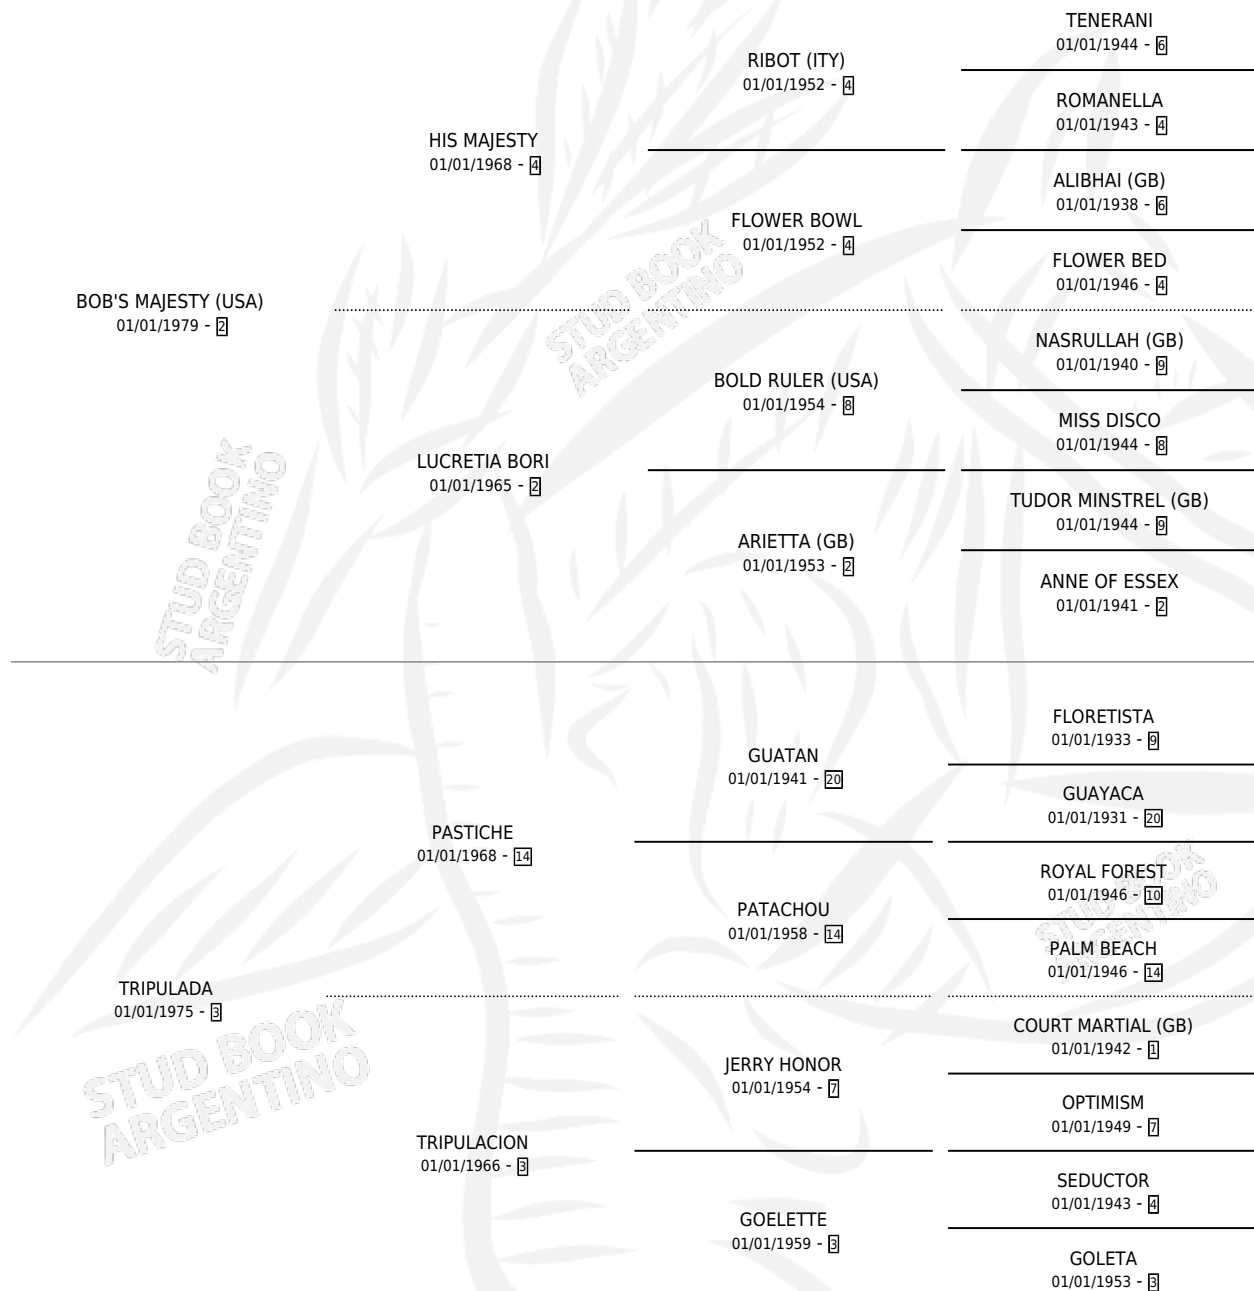 TENERANI
01/01/1944 - 6
RIBOT (ITY)
01/01/1952 - 4
ROMANELLA
01/01/1943 - 4
HIS MAJESTY
01/01/1968 - 4
ALIBHAI (GB)
01/01/1938 - 6
FLOWER BOWL
01/01/1952 - 4
FLOWER BED
01/01/1946 - 4
BOB'S MAJESTY (USA)
01/01/1979 - 2
NASRULLAH (GB)
01/01/1940 - 9
BOLD RULER (USA)
01/01/1954 - 8
MISS DISCO
01/01/1944 - 8
LUCRETIA BORI
01/01/1965 - 2
TUDOR MINSTREL (GB)
01/01/1944 - 9
ARIETTA (GB)
01/01/1953 - 2
ANNE OF ESSEX
01/01/1941 - 2
FLORETISTA
01/01/1933 - 9
GUATAN
01/01/1941 - 20
GUAYACA
01/01/1931 - 20
PASTICHE
01/01/1968 - 14
ROYAL FOREST
01/01/1946 - 10
PATACHOU
01/01/1958 - 14
PALM BEACH
01/01/1946 - 14
TRIPULADA
01/01/1975 - 3
COURT MARTIAL (GB)
01/01/1942 - 1
JERRY HONOR
01/01/1954 - 7
OPTIMISM
01/01/1949 - 7
TRIPULACION
01/01/1966 - 3
SEDUCTOR
01/01/1943 - 4
GOELETTE
01/01/1959 - 3
GOLETA
01/01/1953 - 3
STUD BOOK
ARGENTINO
STUD BOOK
ARGENTINO
STUD BOOK
ARGENTINO
STUD BOOK
ARGENTINO